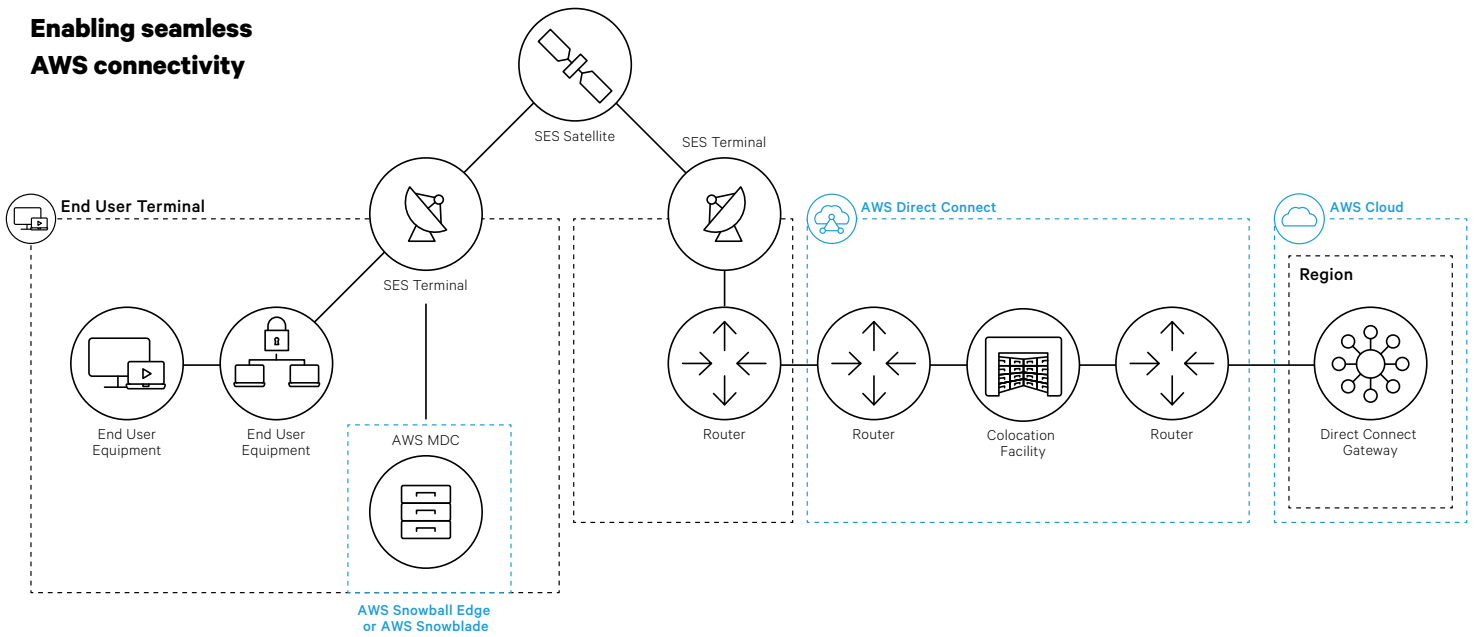 Enabling seamless
AWS connectivity
SES Satellite
SES Terminal
End User Terminal
AWS Direct Connect
AWS Cloud
Region
SES Terminal
End User
Equipment
End User
Equipment
AWS MDC
Router
Router
Colocation
Facility
Router
Direct Connect
Gateway
AWS Snowball Edge
or AWS Snowblade